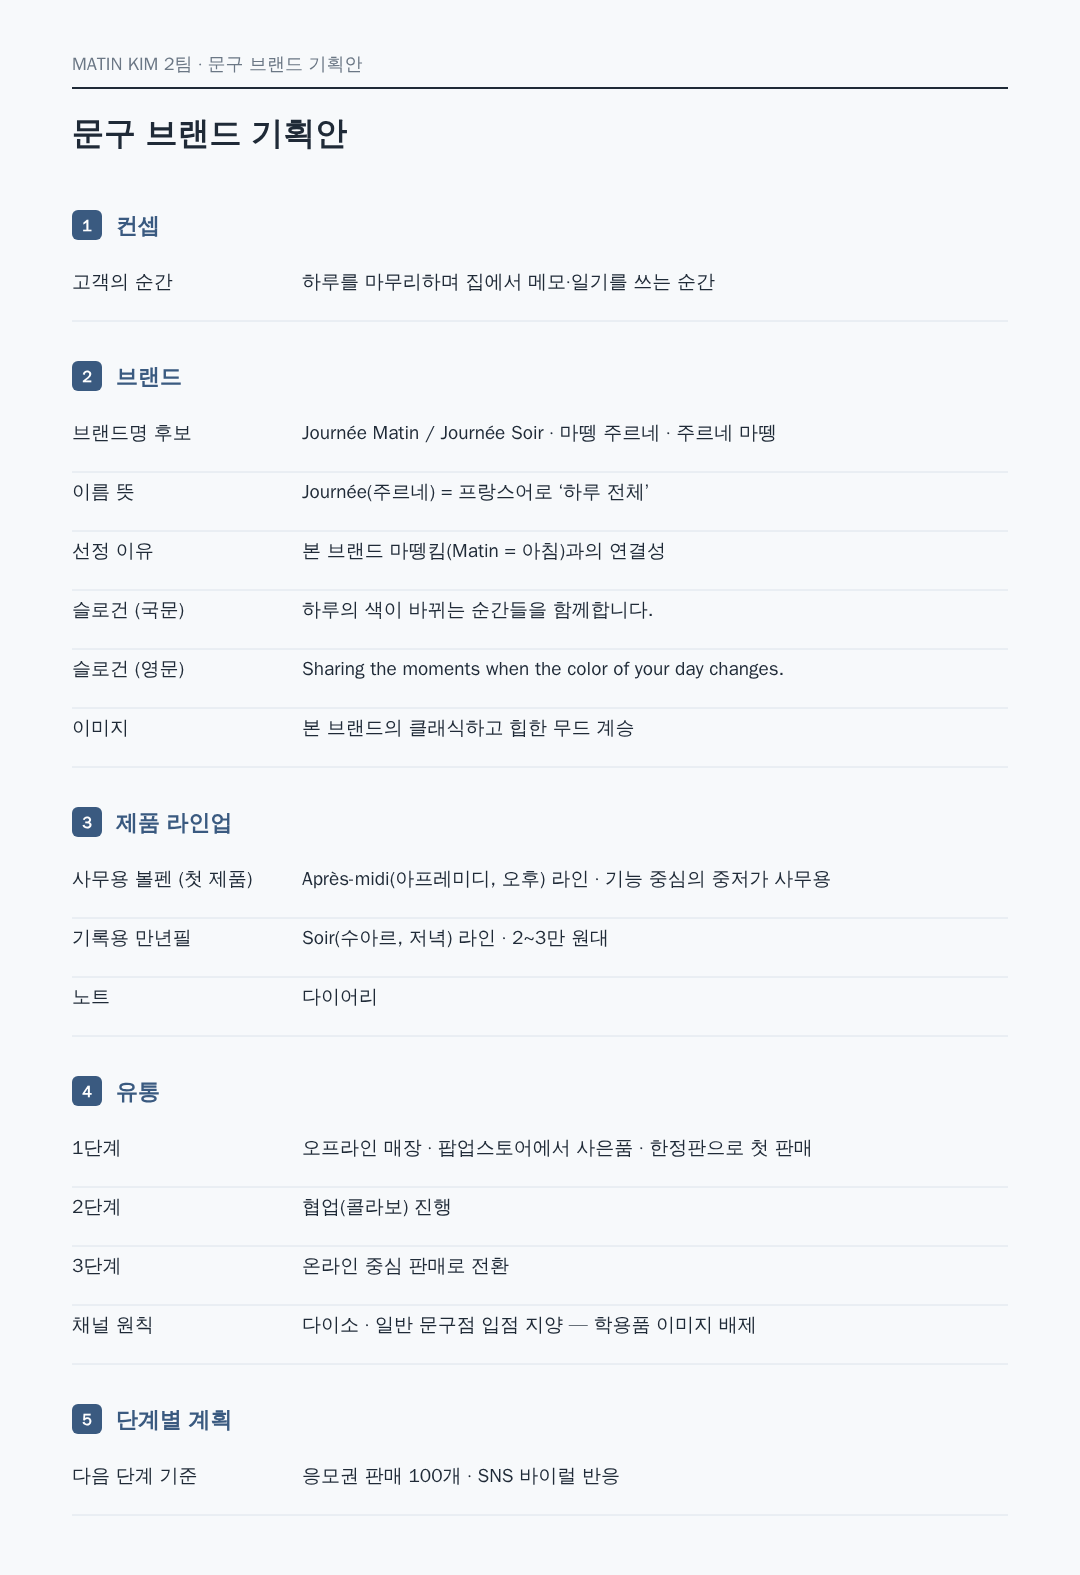 MATIN KIM 2팀 · 문구 브랜드 기획안
문구 브랜드 기획안
1 컨셉
고객의 순간 하루를 마무리하며 집에서 메모·일기를 쓰는 순간
2 브랜드
브랜드명 후보 Journée Matin / Journée Soir · 마뗑 주르네 · 주르네 마뗑
이름 뜻 Journée(주르네) = 프랑스어로 ‘하루 전체’
선정 이유 본 브랜드 마뗑킴(Matin = 아침)과의 연결성
슬로건 (국문) 하루의 색이 바뀌는 순간들을 함께합니다.
슬로건 (영문) Sharing the moments when the color of your day changes.
이미지 본 브랜드의 클래식하고 힙한 무드 계승
3 제품 라인업
사무용 볼펜 (첫 제품) Après-midi(아프레미디, 오후) 라인 · 기능 중심의 중저가 사무용
기록용 만년필 Soir(수아르, 저녁) 라인 · 2~3만 원대
노트 다이어리
4 유통
1단계 오프라인 매장 · 팝업스토어에서 사은품 · 한정판으로 첫 판매
2단계 협업(콜라보) 진행
3단계 온라인 중심 판매로 전환
채널 원칙 다이소 · 일반 문구점 입점 지양 — 학용품 이미지 배제
5 단계별 계획
다음 단계 기준 응모권 판매 100개 · SNS 바이럴 반응